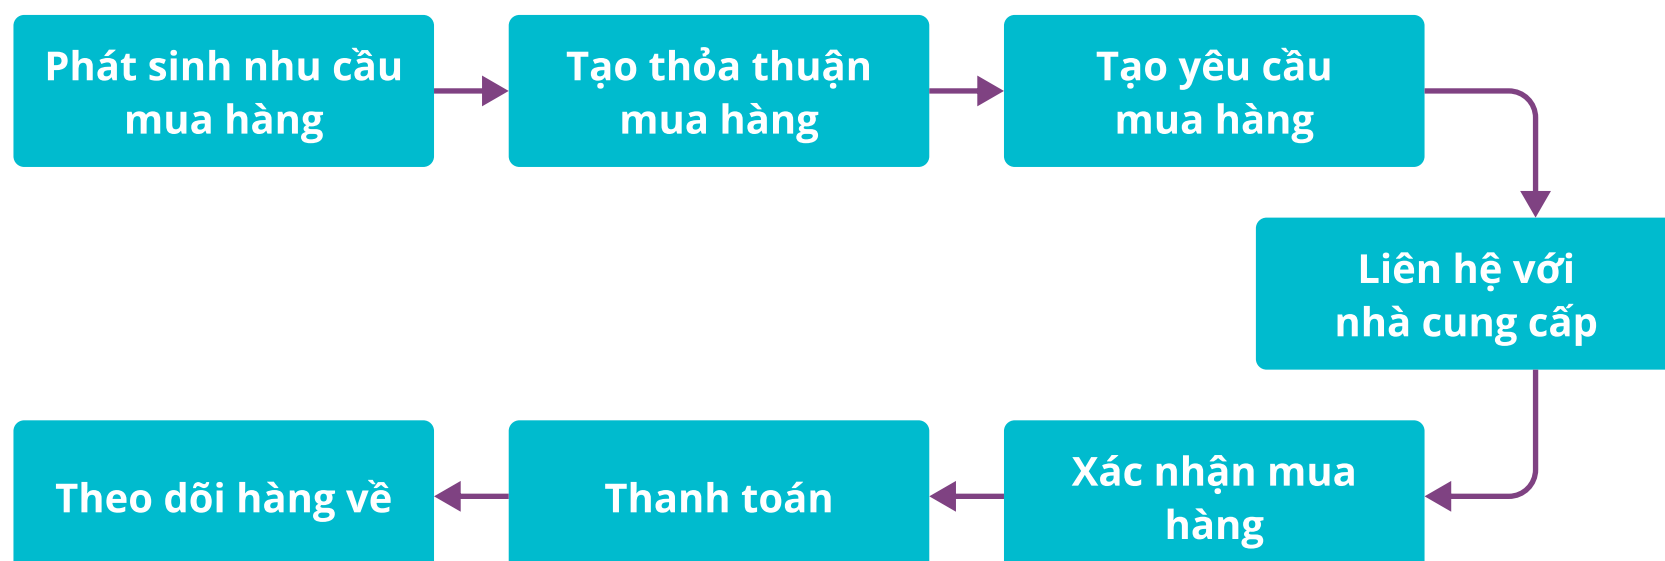 Phát sinh nhu cầu
mua hàng
Tạo thỏa thuận
mua hàng
Tạo yêu cầu
mua hàng
Liên hệ với
nhà cung cấp
Xác nhận mua
hàng
Thanh toán
Theo dõi hàng về